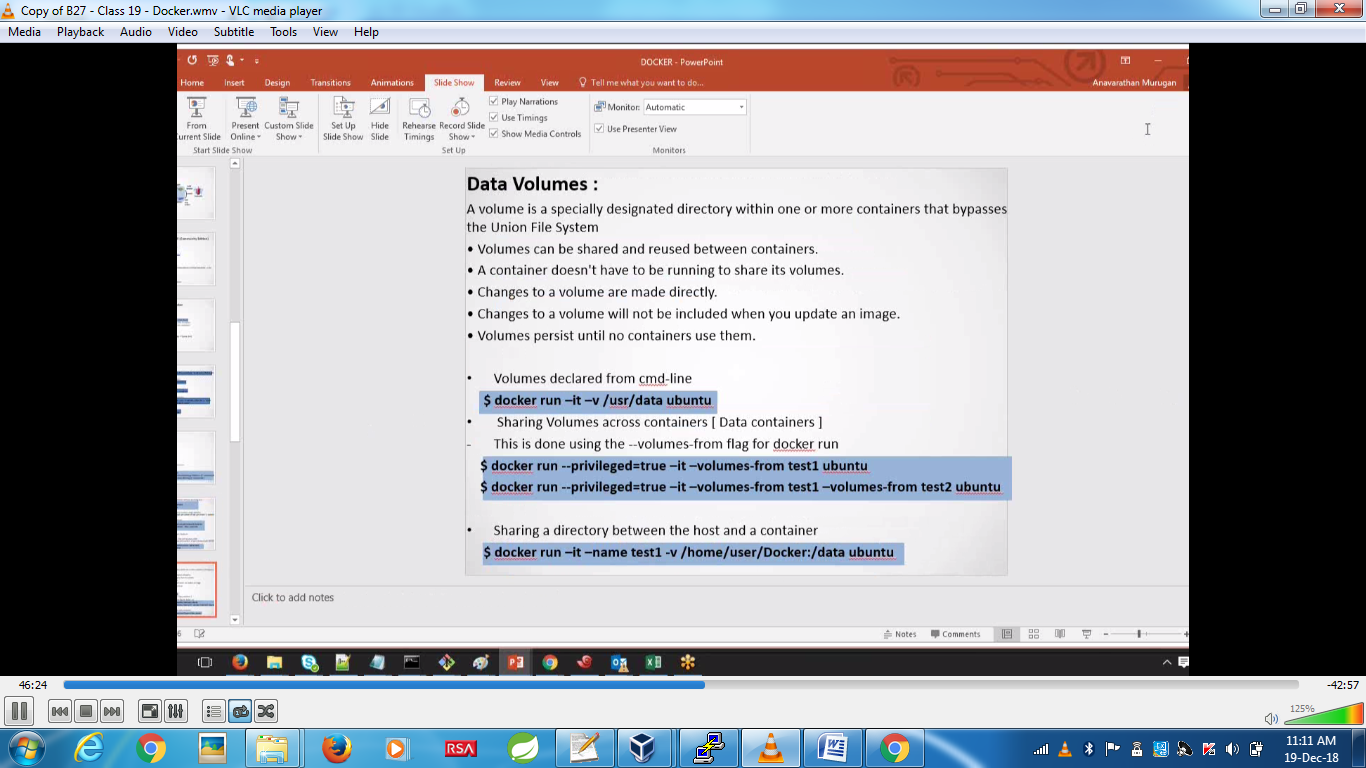 Copy of B27 - Class 19 - Docker.wmv - VLC media player
Media Playback Audio Video Subtitle Tools View Help
DOCKER - PowerPoint
Home Insert Design Transitions Animations Slide Show Review View Tell me what you want to do... Anavarathan Murugan
From Current Slide
Present Online
Custom Slide Show
Set Up Slide Show
Hide Slide
Rehearse Timings
Record Slide Show
Play Narrations
Use Timings
Show Media Controls
Monitor: Automatic
Use Presenter View
Start Slide Show Set Up Monitors
Data Volumes :
A volume is a specially designated directory within one or more containers that bypasses
the Union File System
• Volumes can be shared and reused between containers.
• A container doesn't have to be running to share its volumes.
• Changes to a volume are made directly.
• Changes to a volume will not be included when you update an image.
• Volumes persist until no containers use them.
• Volumes declared from cmd-line
$ docker run –it –v /usr/data ubuntu
• Sharing Volumes across containers [ Data containers ]
- This is done using the --volumes-from flag for docker run
$ docker run --privileged=true –it –volumes-from test1 ubuntu
$ docker run --privileged=true –it –volumes-from test1 –volumes-from test2 ubuntu
• Sharing a directory between the host and a container
$ docker run –it –name test1 -v /home/user/Docker:/data ubuntu
Click to add notes
Notes Comments
46:24 -42:57
125%
RSA
11:11 AM
19-Dec-18